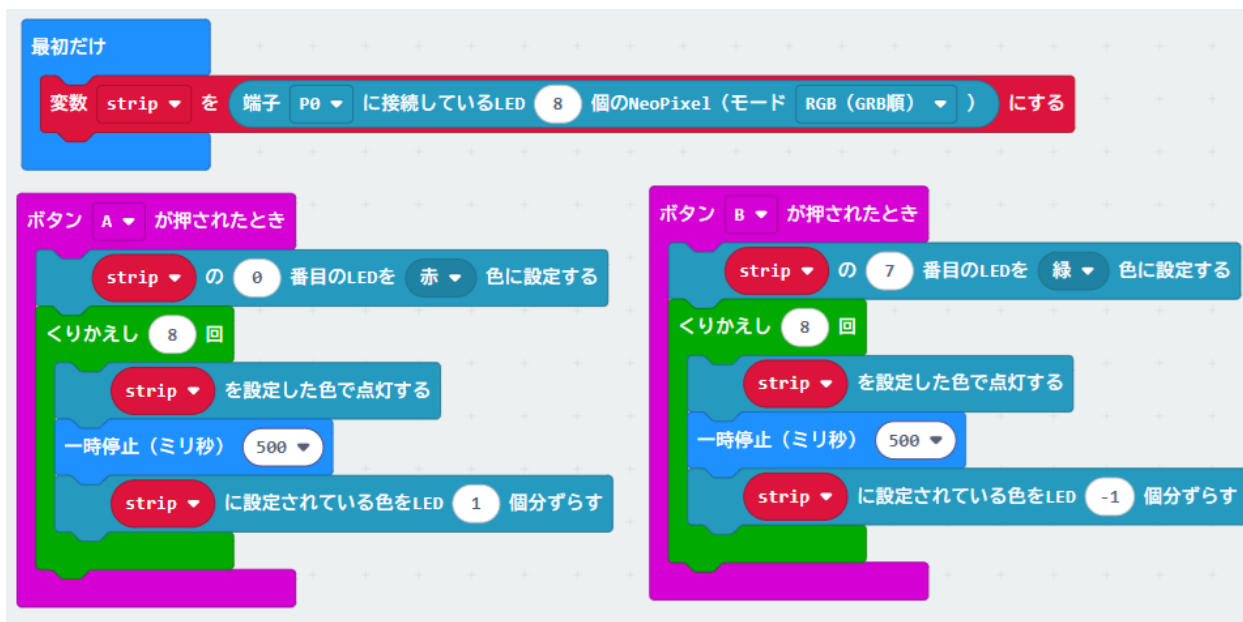 最初だけ
変数 strip を 端子 P0 に接続しているLED 8 個のNeoPixel (モード RGB (GRB順) ) にする
ボタン A が押されたとき
strip の 0 番目のLEDを 赤 色に設定する
くりかえし 8 回
strip を設定した色で点灯する
一時停止 (ミリ秒) 500
strip に設定されている色をLED 1 個分ずらす
ボタン B が押されたとき
strip の 7 番目のLEDを 緑 色に設定する
くりかえし 8 回
strip を設定した色で点灯する
一時停止 (ミリ秒) 500
strip に設定されている色をLED -1 個分ずらす